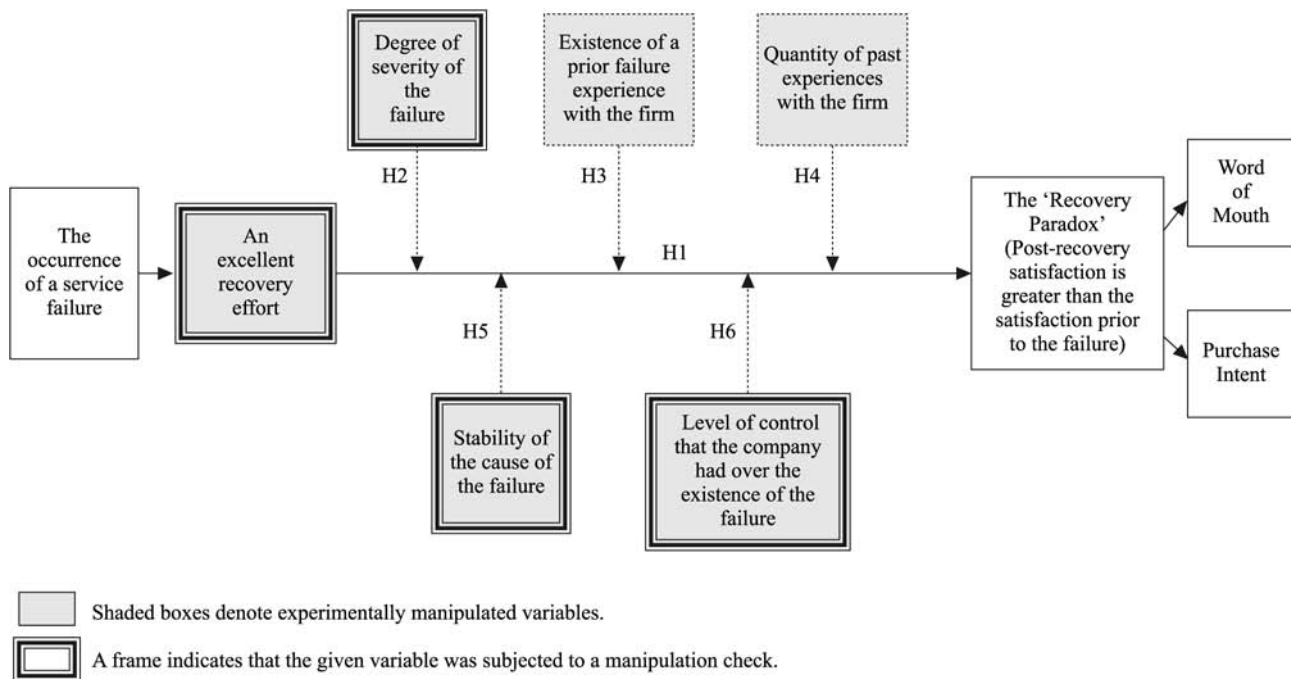 Degree of
severity of
the
failure
Existence of a
prior failure
experience
with the firm
Quantity of past
experiences
with the firm
H2
H3
H4
Word
of
Mouth
The
occurrence
of a service
failure
An
excellent
recovery
effort
H1
The ‘Recovery
Paradox’
(Post-recovery
satisfaction is
greater than the
satisfaction prior
to the failure)
H5
H6
Purchase
Intent
Stability of
the cause of
the failure
Level of control
that the company
had over the
existence of the
failure
Shaded boxes denote experimentally manipulated variables.
A frame indicates that the given variable was subjected to a manipulation check.